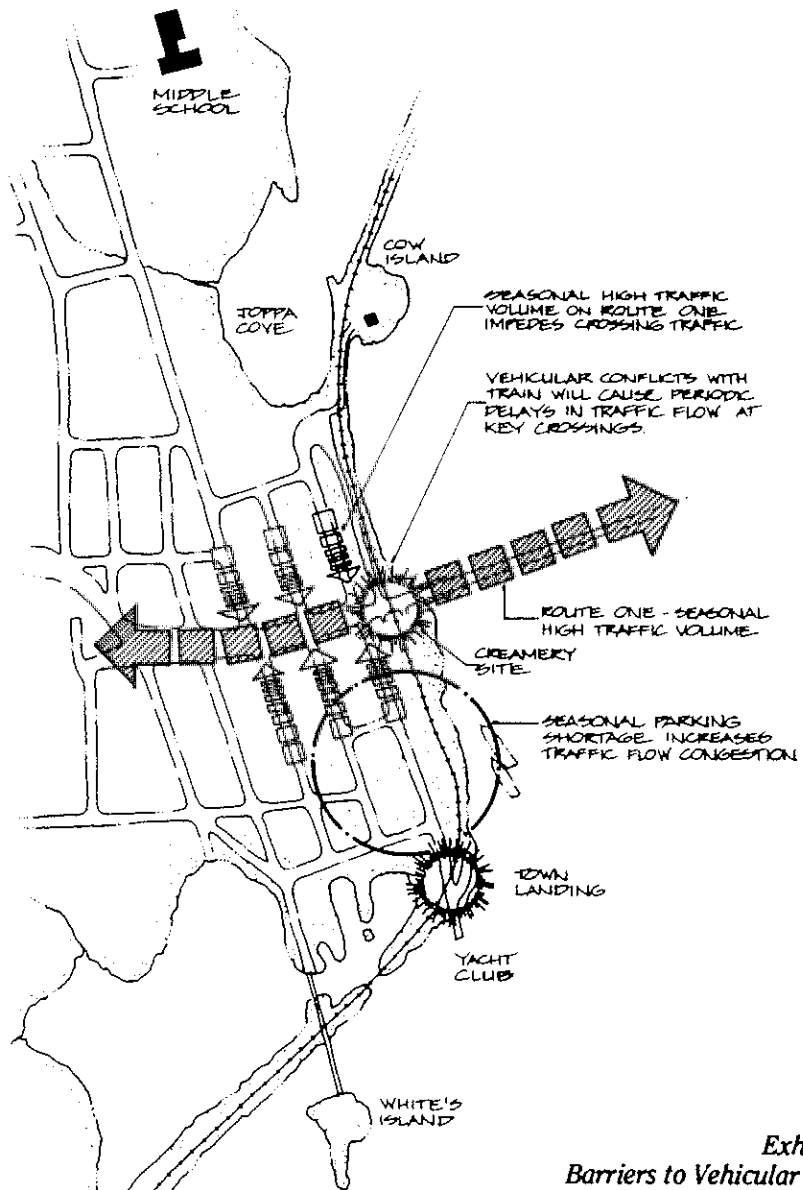 MIDDLE
SCHOOL
COW
ISLAND
JOPPA
COVE
SEASONAL HIGH TRAFFIC
VOLUME ON ROUTE ONE
IMPEDES CROSSING TRAFFIC
VEHICULAR CONFLICTS WITH
TRAIN WILL CAUSE PERIODIC
DELAYS IN TRAFFIC FLOW AT
KEY CROSSINGS.
ROUTE ONE - SEASONAL
HIGH TRAFFIC VOLUME
CREAMERY
SITE
SEASONAL PARKING
SHORTAGE INCREASES
TRAFFIC FLOW CONGESTION
TOWN
LANDING
YACHT
CLUB
WHITE'S
ISLAND
Exh
Barriers to Vehicular